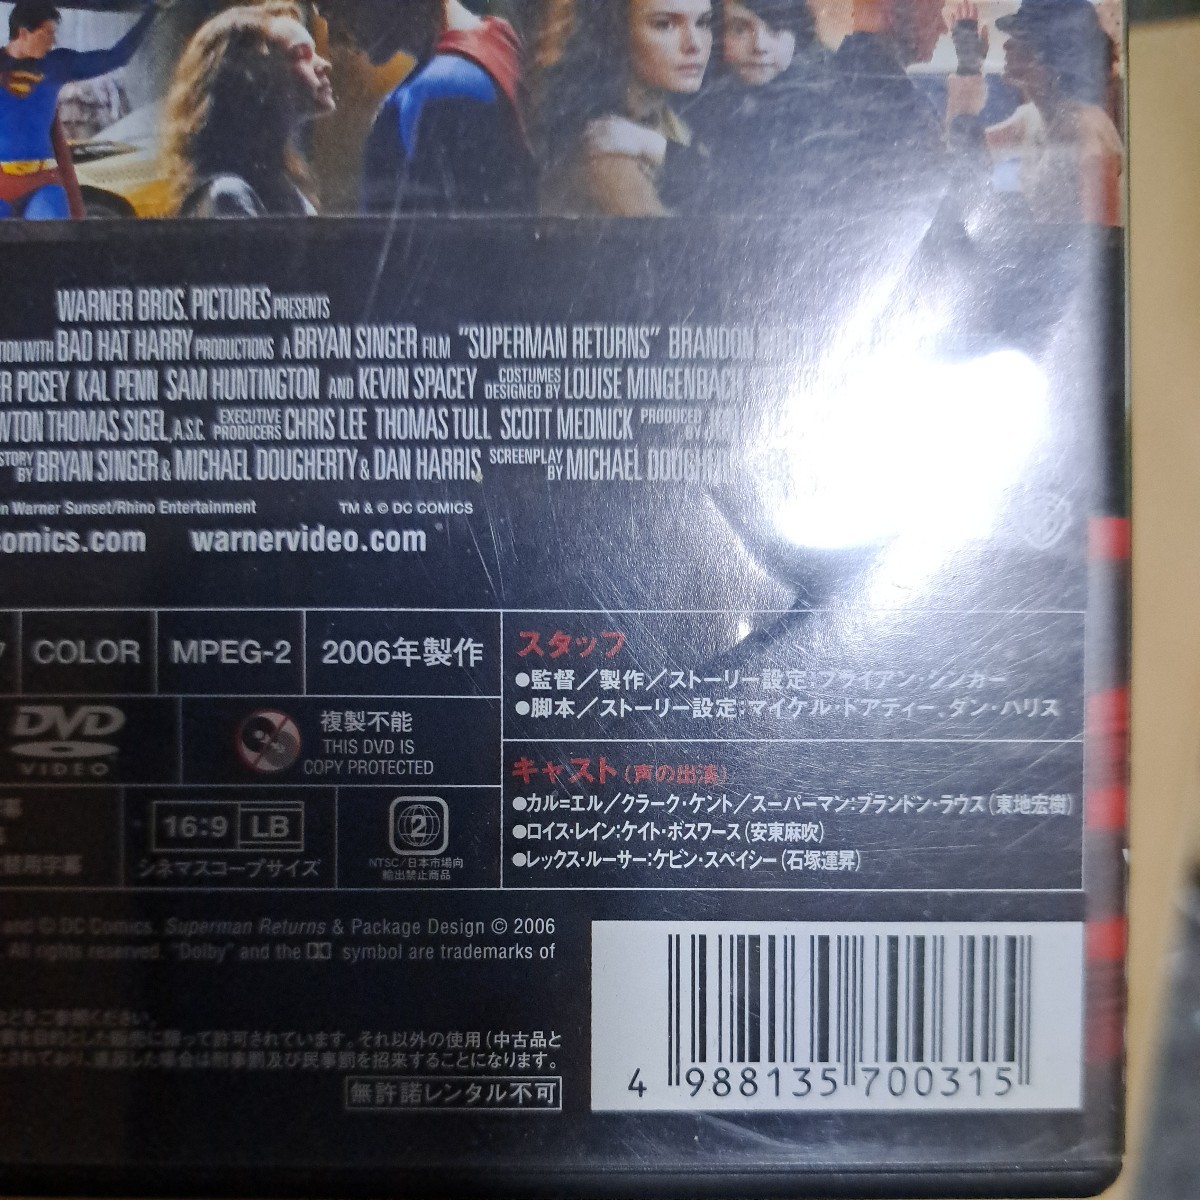 WARNER BROS. PICTURES PRESENTS
WITH BAD HAT HARRY PRODUCTIONS A BRYAN SINGER FILM "SUPERMAN RETURNS" BRANDON
POSEY KAL PENN SAM HUNTINGTON AND KEVIN SPACEY COSTUMES DESIGNED BY LOUISE MINGENBACH
THOMAS SIGEL, A.S.C. EXECUTIVE PRODUCERS CHRIS LEE THOMAS TULL SCOTT MEDNICK PRODUCED BY
STORY BY BRYAN SINGER & MICHAEL DOUGHERTY & DAN HARRIS SCREENPLAY BY MICHAEL
Warner Sunset/Rhino Entertainment TM & © DC COMICS
comics.com warnervideo.com
COLOR MPEG-2 2006年製作
スタッフ
●監督／製作／ストーリー設定:ブライアン・シンガー
●脚本／ストーリー設定:マイケル・ドアティー、ダン・ハリス
DVD
VIDEO
複製不能
THIS DVD IS
COPY PROTECTED
キャスト(声の出演)
●カル=エル／クラーク・ケント／スーパーマン:ブランドン・ラウス(東地宏樹)
●ロイス・レイン:ケイト・ボスワース(安東麻吹)
●レックス・ルーサー:ケビン・スペイシー(石塚運昇)
16:9 LB
シネマスコープサイズ
2
NTSC/日本市場向
輸出禁止商品
and © DC Comics. Superman Returns & Package Design © 2006
All rights reserved. "Dolby" and the symbol are trademarks of
などをご参照ください。
って許可されています。それ以外の使用(中古品と
されており、違反した場合は刑事罰及び民事罰を招来することになります。
無許諾レンタル不可
4 988135 700315